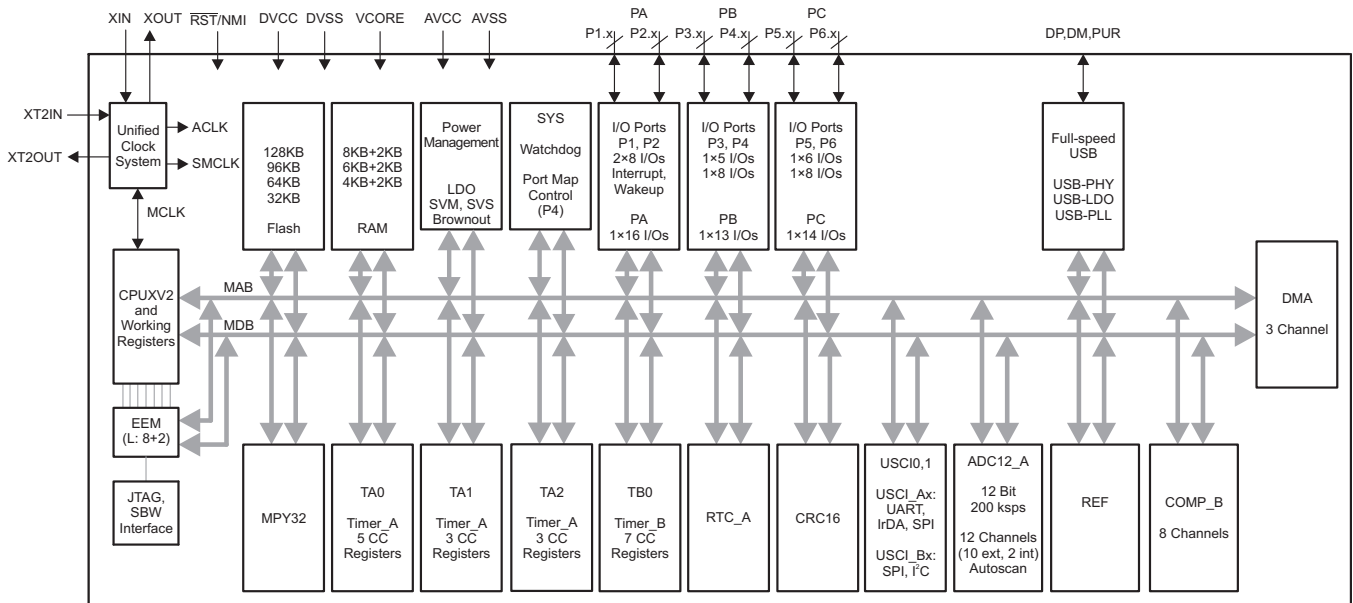 XIN
XOUT
RST/NMI
DVCC
DVSS
VCORE
AVCC
AVSS
PA
P1.x
P2.x
PB
P3.x
P4.x
PC
P5.x
P6.x
DP,DM,PUR
XT2IN
XT2OUT
Unified
Clock
System
ACLK
SMCLK
MCLK
128KB
96KB
64KB
32KB
Flash
8KB+2KB
6KB+2KB
4KB+2KB
RAM
Power
Management
LDO
SVM, SVS
Brownout
SYS
Watchdog
Port Map
Control
(P4)
I/O Ports
P1, P2
2×8 I/Os
Interrupt,
Wakeup
PA
1×16 I/Os
I/O Ports
P3, P4
1×5 I/Os
1×8 I/Os
PB
1×13 I/Os
I/O Ports
P5, P6
1×6 I/Os
1×8 I/Os
PC
1×14 I/Os
Full-speed
USB
USB-PHY
USB-LDO
USB-PLL
CPUXV2
and
Working
Registers
MAB
MDB
DMA
3 Channel
EEM
(L: 8+2)
JTAG,
SBW
Interface
MPY32
TA0
Timer_A
5 CC
Registers
TA1
Timer_A
3 CC
Registers
TA2
Timer_A
3 CC
Registers
TB0
Timer_B
7 CC
Registers
RTC_A
CRC16
USCI0,1
USCI_Ax:
UART,
IrDA, SPI
USCI_Bx:
SPI, I²C
ADC12_A
12 Bit
200 ksps
12 Channels
(10 ext, 2 int)
Autoscan
REF
COMP_B
8 Channels